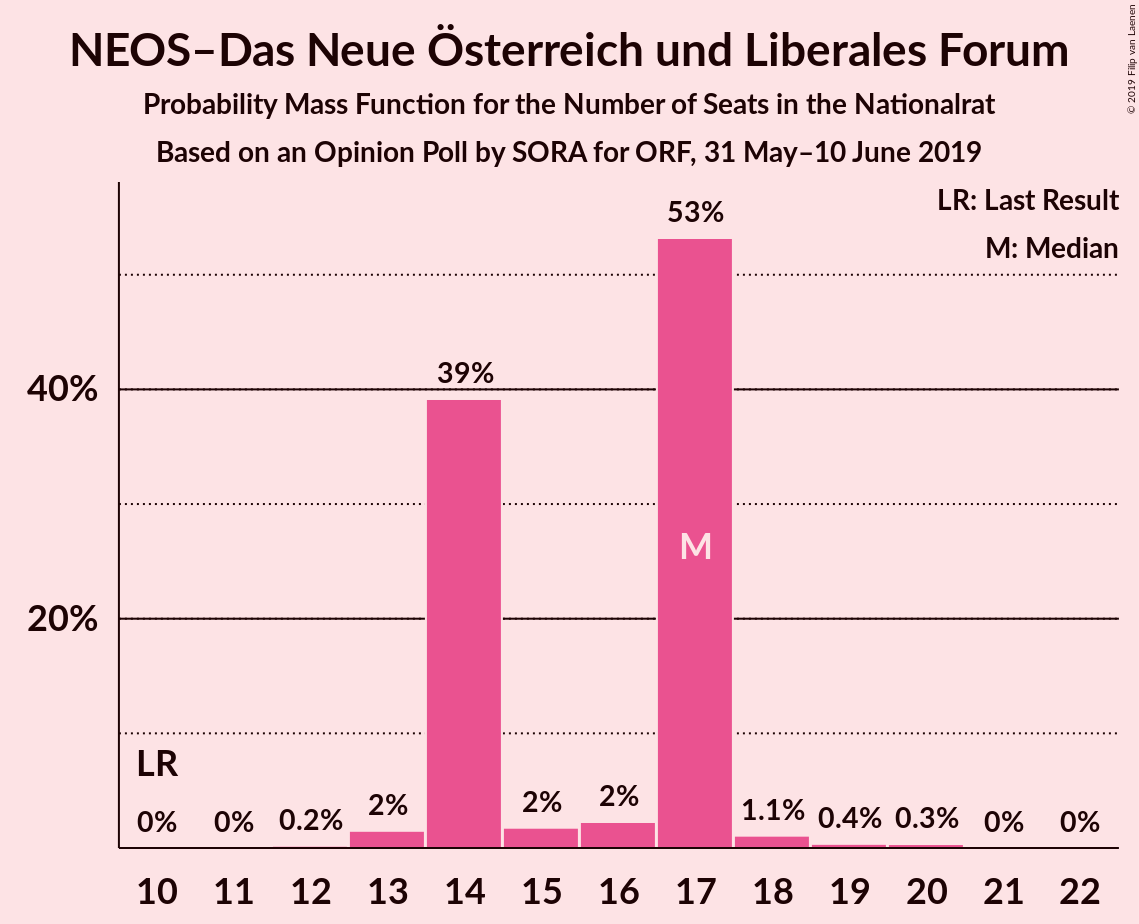 NEOS–Das Neue Österreich und Liberales Forum
Probability Mass Function for the Number of Seats in the Nationalrat
Based on an Opinion Poll by SORA for ORF, 31 May–10 June 2019
© 2019 Filip van Laenen
LR: Last Result
M: Median
53%
39%
40%
M
20%
LR
0%
0%
0.2%
2%
2%
2%
1.1%
0.4%
0.3%
0%
0%
10 11 12 13 14 15 16 17 18 19 20 21 22